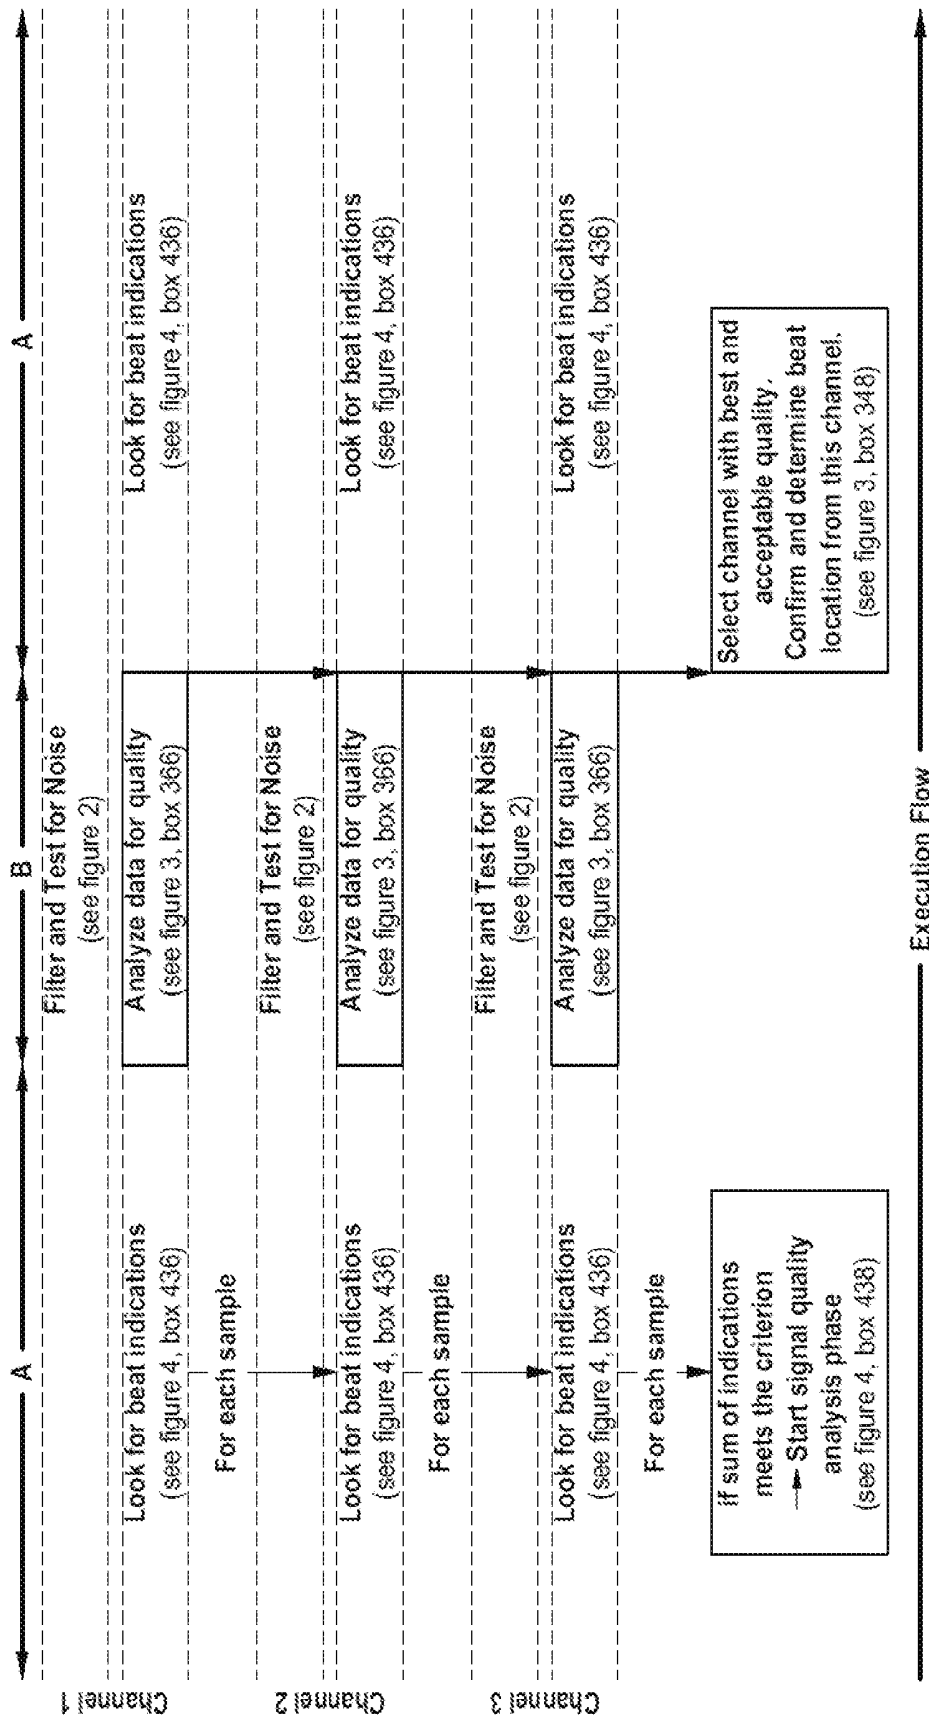 A
B
A
Channel 1
Filter and Test for Noise
(see figure 2)
Look for beat indications
(see figure 4, box 436)
Analyze data for quality
(see figure 3, box 366)
Look for beat indications
(see figure 4, box 436)
For each sample
Channel 2
Filter and Test for Noise
(see figure 2)
Look for beat indications
(see figure 4, box 436)
Analyze data for quality
(see figure 3, box 366)
Look for beat indications
(see figure 4, box 436)
For each sample
Channel 3
Filter and Test for Noise
(see figure 2)
Look for beat indications
(see figure 4, box 436)
Analyze data for quality
(see figure 3, box 366)
Look for beat indications
(see figure 4, box 436)
For each sample
if sum of indications
meets the criterion
→ Start signal quality
analysis phase
(see figure 4, box 438)
Select channel with best and
acceptable quality.
Confirm and determine beat
location from this channel.
(see figure 3, box 348)
Execution Flow